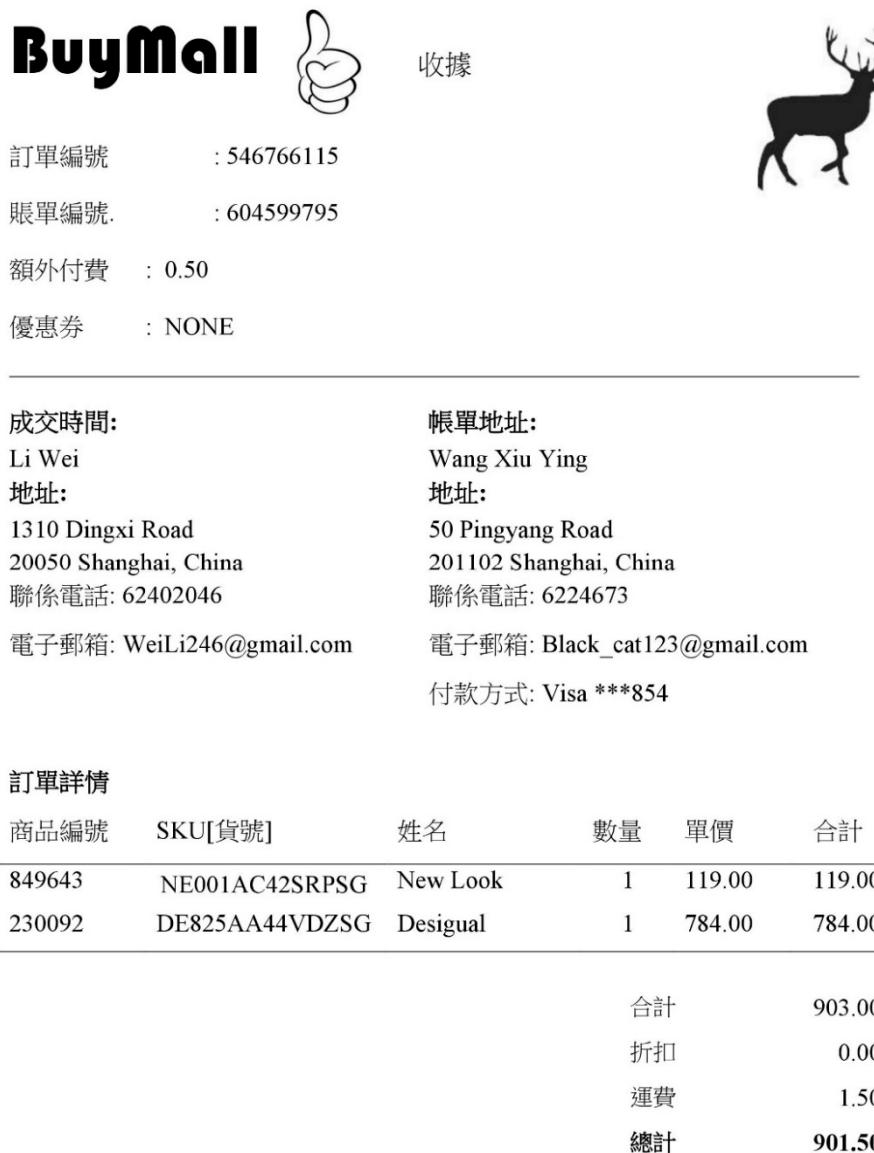 BuyMall 收據
訂單編號 : 546766115
賬單編號. : 604599795
額外付費 : 0.50
優惠券 : NONE
成交時間: 帳單地址:
Li Wei Wang Xiu Ying
地址: 地址:
1310 Dingxi Road 50 Pingyang Road
20050 Shanghai, China 201102 Shanghai, China
聯係電話: 62402046 聯係電話: 6224673
電子郵箱: WeiLi246@gmail.com 電子郵箱: Black_cat123@gmail.com
付款方式: Visa ***854
訂單詳情
商品編號 SKU[貨號] 姓名 數量 單價 合計
849643 NE001AC42SRPSG New Look 1 119.00 119.00
230092 DE825AA44VDZSG Desigual 1 784.00 784.00
合計 903.00
折扣 0.00
運費 1.50
總計 901.50